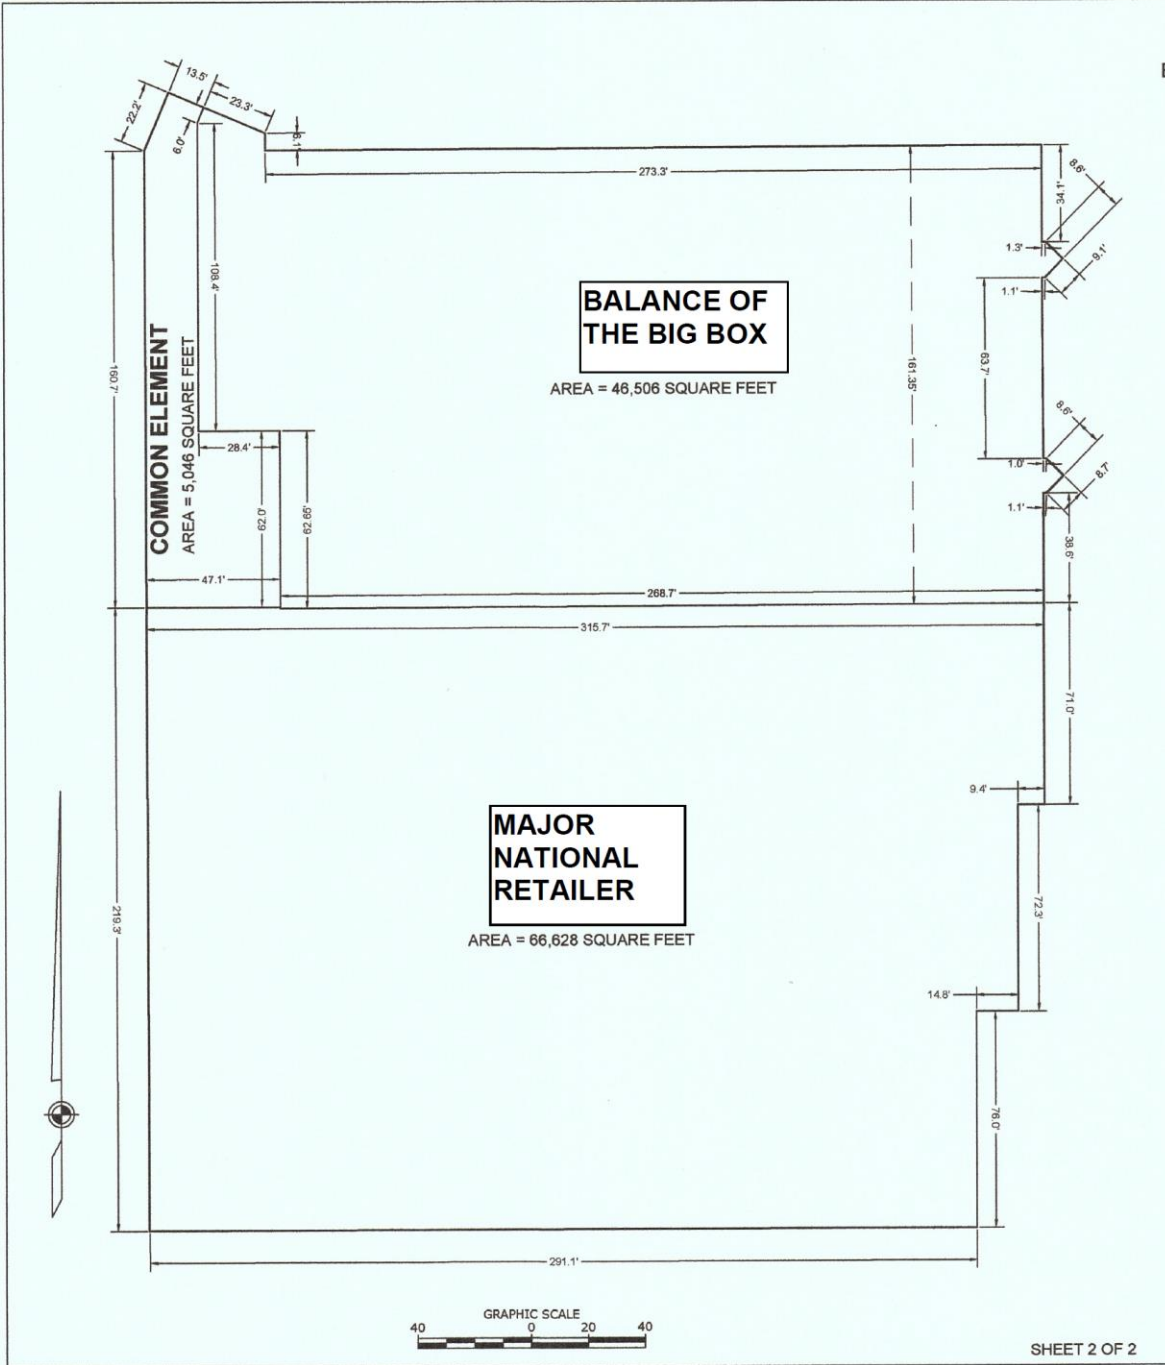 E
13.5'
22.2'
23.3'
6.0'
6.1'
273.3'
34.1'
8.6'
1.3'
9.1'
1.1'
108.4'
160.7'
COMMON ELEMENT
AREA = 5,046 SQUARE FEET
BALANCE OF
THE BIG BOX
AREA = 46,506 SQUARE FEET
161.35'
63.7'
8.6'
1.0'
8.7'
1.1'
28.4'
62.0'
62.99'
38.6'
47.1'
268.7'
315.7'
71.0'
9.4'
MAJOR
NATIONAL
RETAILER
AREA = 66,628 SQUARE FEET
219.3'
72.3'
14.8'
76.0'
291.1'
GRAPHIC SCALE
40 0 20 40
SHEET 2 OF 2